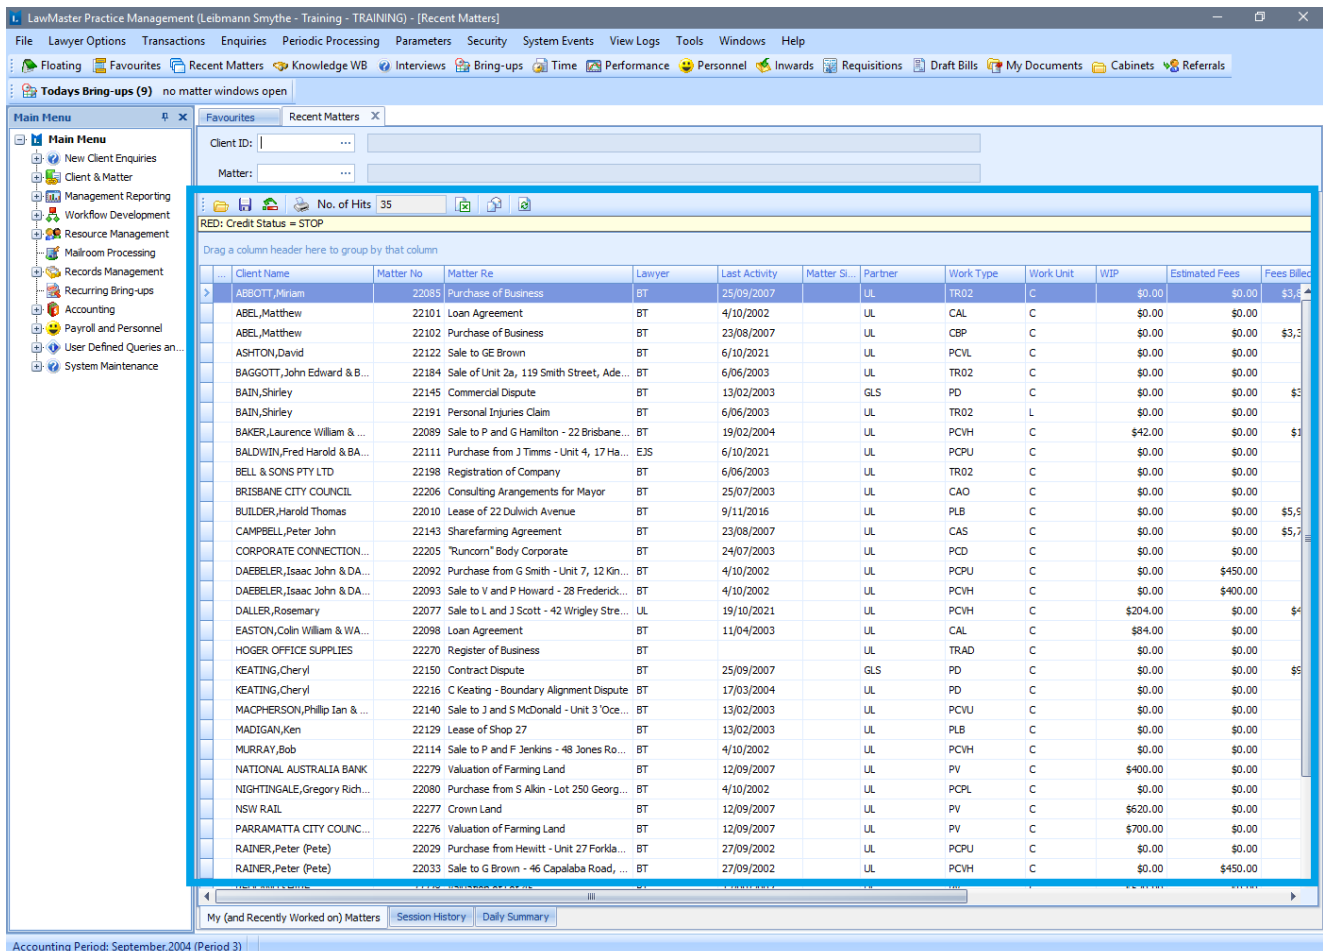 LawMaster Practice Management (Leibmann Smythe - Training - TRAINING) - [Recent Matters]
File Lawyer Options Transactions Enquiries Periodic Processing Parameters Security System Events View Logs Tools Windows Help
Floating Favourites Recent Matters Knowledge WB Interviews Bring-ups Time Performance Personnel Inwards Requisitions Draft Bills My Documents Cabinets Referrals
Todays Bring-ups (9) no matter windows open
Main Menu
Main Menu
New Client Enquiries
Client & Matter
Management Reporting
Workflow Development
Resource Management
Mailroom Processing
Records Management
Recurring Bring-ups
Accounting
Payroll and Personnel
User Defined Queries an...
System Maintenance
Favourites Recent Matters X
Client ID: ...
Matter: ...
No. of Hits 35
RED: Credit Status = STOP
Drag a column header here to group by that column
... Client Name Matter No Matter Re Lawyer Last Activity Matter Si... Partner Work Type Work Unit WIP Estimated Fees Fees Billed
ABBOTT,Miriam 22085 Purchase of Business BT 25/09/2007 UL TR02 C $0.00 $0.00 $3,8
ABEL,Matthew 22101 Loan Agreement BT 4/10/2002 UL CAL C $0.00 $0.00
ABEL,Matthew 22102 Purchase of Business BT 23/08/2007 UL CBP C $0.00 $0.00 $3,3
ASHTON,David 22122 Sale to GE Brown BT 6/10/2021 UL PCVL C $0.00 $0.00
BAGGOTT,John Edward & B... 22184 Sale of Unit 2a, 119 Smith Street, Ade... BT 6/06/2003 UL TR02 C $0.00 $0.00
BAIN,Shirley 22145 Commercial Dispute BT 13/02/2003 GLS PD C $0.00 $0.00 $3
BAIN,Shirley 22191 Personal Injuries Claim BT 6/06/2003 UL TR02 L $0.00 $0.00
BAKER,Laurence William & ... 22089 Sale to P and G Hamilton - 22 Brisbane... BT 19/02/2004 UL PCVH C $42.00 $0.00 $1
BALDWIN,Fred Harold & BA... 22111 Purchase from J Timms - Unit 4, 17 Ha... EJS 6/10/2021 UL PCPU C $0.00 $0.00
BELL & SONS PTY LTD 22198 Registration of Company BT 6/06/2003 UL TR02 C $0.00 $0.00
BRISBANE CITY COUNCIL 22206 Consulting Arangements for Mayor BT 25/07/2003 UL CAO C $0.00 $0.00
BUILDER,Harold Thomas 22010 Lease of 22 Dulwich Avenue BT 9/11/2016 UL PLB C $0.00 $0.00 $5,9
CAMPBELL,Peter John 22143 Sharefarming Agreement BT 23/08/2007 UL CAS C $0.00 $0.00 $5,7
CORPORATE CONNECTION... 22205 "Runcorn" Body Corporate BT 24/07/2003 UL PCD C $0.00 $0.00
DAEBELER,Isaac John & DA... 22092 Purchase from G Smith - Unit 7, 12 Kin... BT 4/10/2002 UL PCPU C $0.00 $450.00
DAEBELER,Isaac John & DA... 22093 Sale to V and P Howard - 28 Frederick... BT 4/10/2002 UL PCVH C $0.00 $400.00
DALLER,Rosemary 22077 Sale to L and J Scott - 42 Wrigley Stre... UL 19/10/2021 UL PCVH C $204.00 $0.00 $4
EASTON,Colin William & WA... 22098 Loan Agreement BT 11/04/2003 UL CAL C $84.00 $0.00
HOGER OFFICE SUPPLIES 22270 Register of Business BT UL TRAD C $0.00 $0.00
KEATING,Cheryl 22150 Contract Dispute BT 25/09/2007 GLS PD C $0.00 $0.00 $9
KEATING,Cheryl 22216 C Keating - Boundary Alignment Dispute BT 17/03/2004 UL PD C $0.00 $0.00
MACPHERSON,Phillip Ian & ... 22140 Sale to J and S McDonald - Unit 3 'Oce... BT 13/02/2003 UL PCVU C $0.00 $0.00
MADIGAN,Ken 22129 Lease of Shop 27 BT 13/02/2003 UL PLB C $0.00 $0.00
MURRAY,Bob 22114 Sale to P and F Jenkins - 48 Jones Ro... BT 4/10/2002 UL PCVH C $0.00 $0.00
NATIONAL AUSTRALIA BANK 22279 Valuation of Farming Land BT 12/09/2007 UL PV C $400.00 $0.00
NIGHTINGALE,Gregory Rich... 22080 Purchase from S Alkin - Lot 250 Georg... BT 4/10/2002 UL PCPL C $0.00 $0.00
NSW RAIL 22277 Crown Land BT 12/09/2007 UL PV C $620.00 $0.00
PARRAMATTA CITY COUNC... 22276 Valuation of Farming Land BT 12/09/2007 UL PV C $700.00 $0.00
RAINER,Peter (Pete) 22029 Purchase from Hewitt - Unit 27 Forkla... BT 27/09/2002 UL PCPU C $0.00 $0.00
RAINER,Peter (Pete) 22033 Sale to G Brown - 46 Capalaba Road, ... BT 27/09/2002 UL PCVH C $0.00 $450.00
My (and Recently Worked on) Matters Session History Daily Summary
Accounting Period: September,2004 (Period 3)